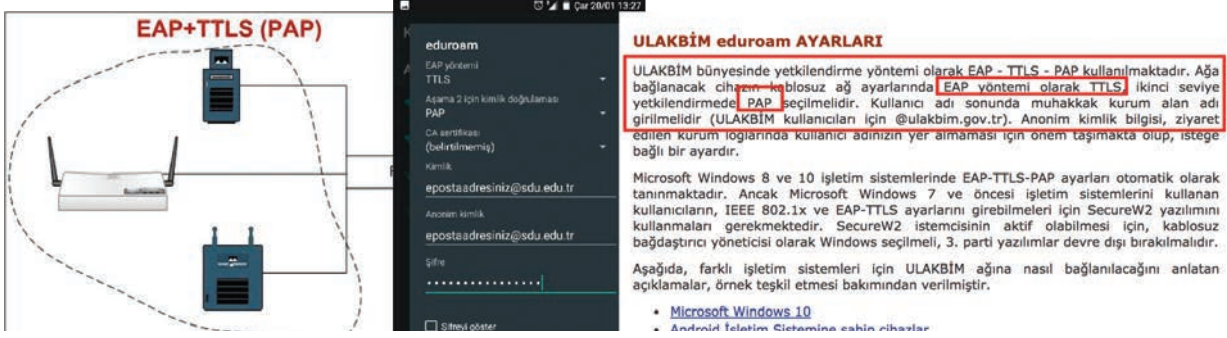 EAP+TTLS (PAP)
Çar 20/01 13:27
eduroam
EAP yöntemi
TTLS
Aşama 2 için kimlik doğrulaması
PAP
CA sertifikası
(belirtilmemiş)
Kimlik
epostaadresiniz@sdu.edu.tr
Anonim kimlik
epostaadresiniz@sdu.edu.tr
Şifre
Şifreyi göster
ULAKBİM eduroam AYARLARI
ULAKBİM bünyesinde yetkilendirme yöntemi olarak EAP - TTLS - PAP kullanılmaktadır. Ağa
bağlanacak cihazın kablosuz ağ ayarlarında EAP yöntemi olarak TTLS, ikinci seviye
yetkilendirmede PAP seçilmelidir. Kullanıcı adı sonunda muhakkak kurum alan adı
girilmelidir (ULAKBİM kullanıcıları için @ulakbim.gov.tr). Anonim kimlik bilgisi, ziyaret
edilen kurum loglarında kullanıcı adınızın yer almaması için önem taşımakta olup, isteğe
bağlı bir ayardır.
Microsoft Windows 8 ve 10 işletim sistemlerinde EAP-TTLS-PAP ayarları otomatik olarak
tanınmaktadır. Ancak Microsoft Windows 7 ve öncesi işletim sistemlerini kullanan
kullanıcıların, IEEE 802.1x ve EAP-TTLS ayarlarını girebilmeleri için SecureW2 yazılımını
kullanmaları gerekmektedir. SecureW2 istemcisinin aktif olabilmesi için, kablosuz
bağdaştırıcı yöneticisi olarak Windows seçilmeli, 3. parti yazılımlar devre dışı bırakılmalıdır.
Aşağıda, farklı işletim sistemleri için ULAKBİM ağına nasıl bağlanılacağını anlatan
açıklamalar, örnek teşkil etmesi bakımından verilmiştir.
• Microsoft Windows 10
• Android İşletim Sistemine sahip cihazlar